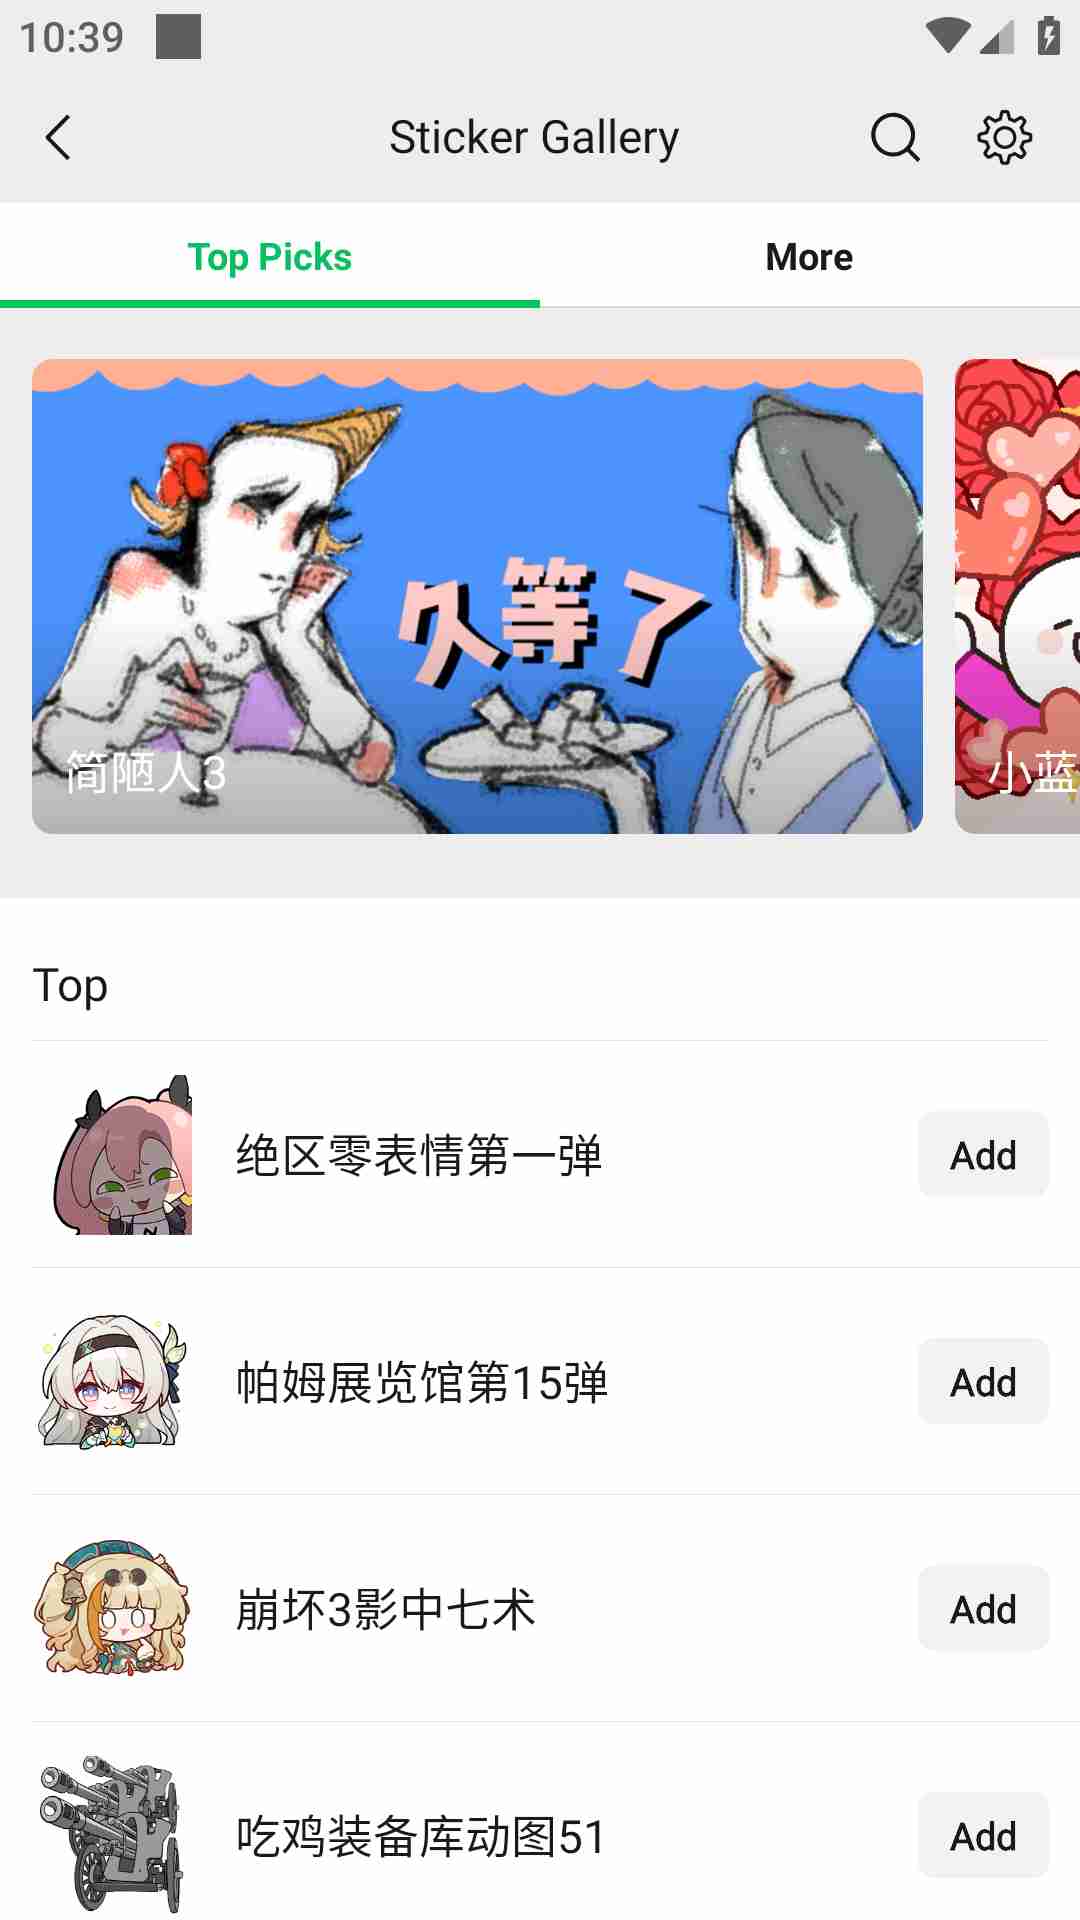 10:39
Sticker Gallery
Top Picks
More
久等了
简陋人3
小蓝
Top
绝区零表情第一弹
Add
帕姆展览馆第15弹
Add
崩坏3影中七术
Add
吃鸡装备库动图51
Add